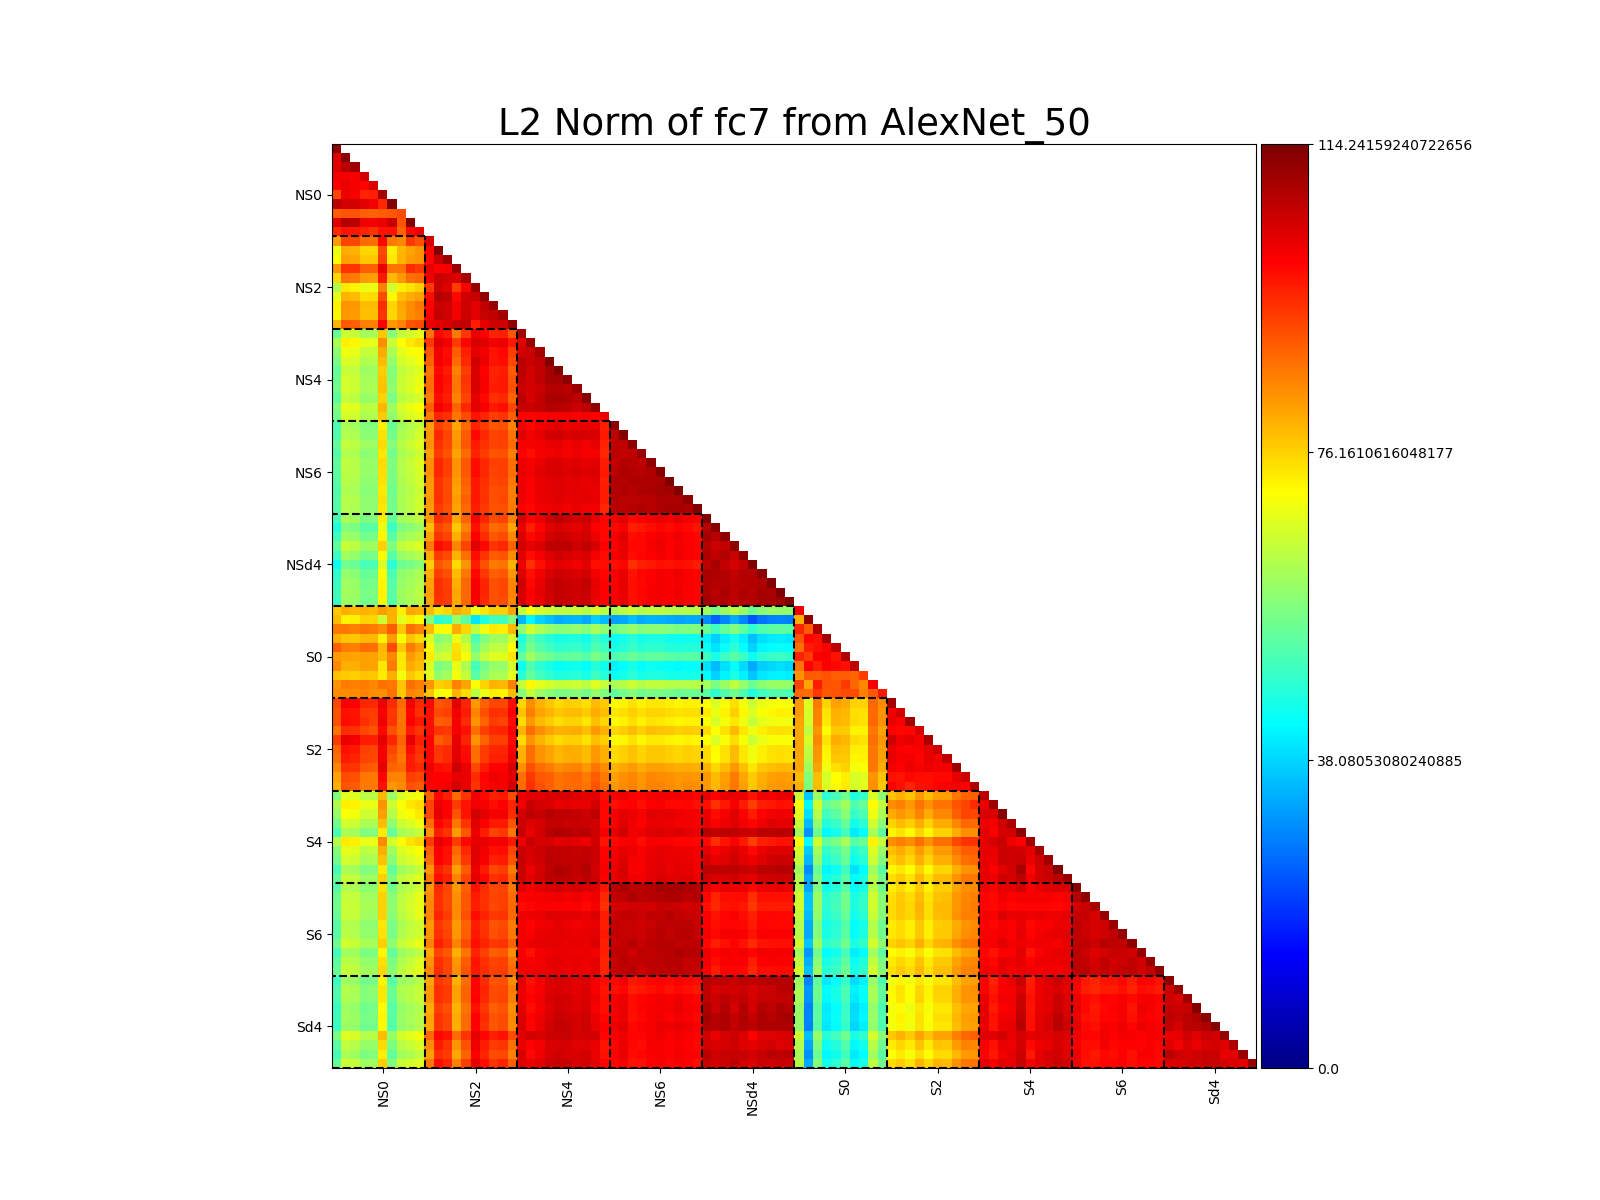 L2 Norm of fc7 from AlexNet_50
114.24159240722656
NS0
NS2
NS4
76.1610616048177
NS6
NSd4
S0
S2
38.08053080240885
S4
S6
Sd4
0.0
NS0 NS2 NS4 NS6 NSd4 S0 S2 S4 S6 Sd4